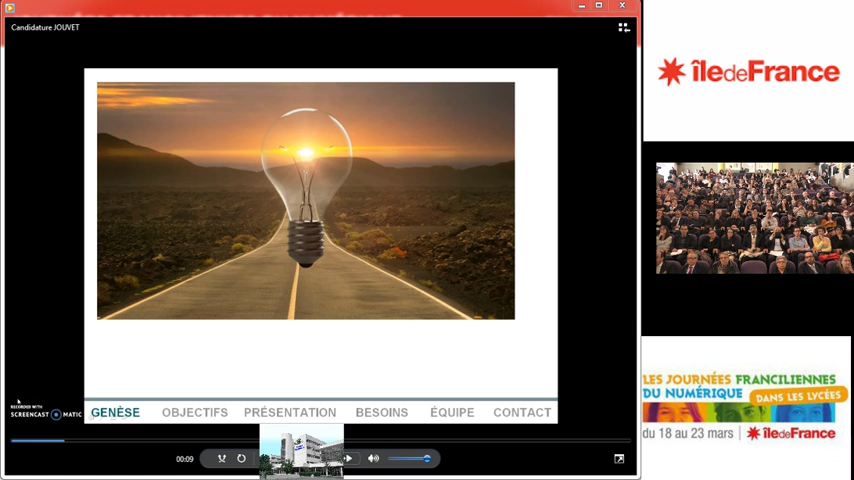 Candidature JOUVET
RECORDED WITH
SCREENCAST MATIC
GENÈSE OBJECTIFS PRÉSENTATION BESOINS ÉQUIPE CONTACT
00:09
îledeFrance
LES JOURNÉES FRANCILIENNES
DU NUMÉRIQUE DANS LES LYCÉES
du 18 au 23 mars îledeFrance